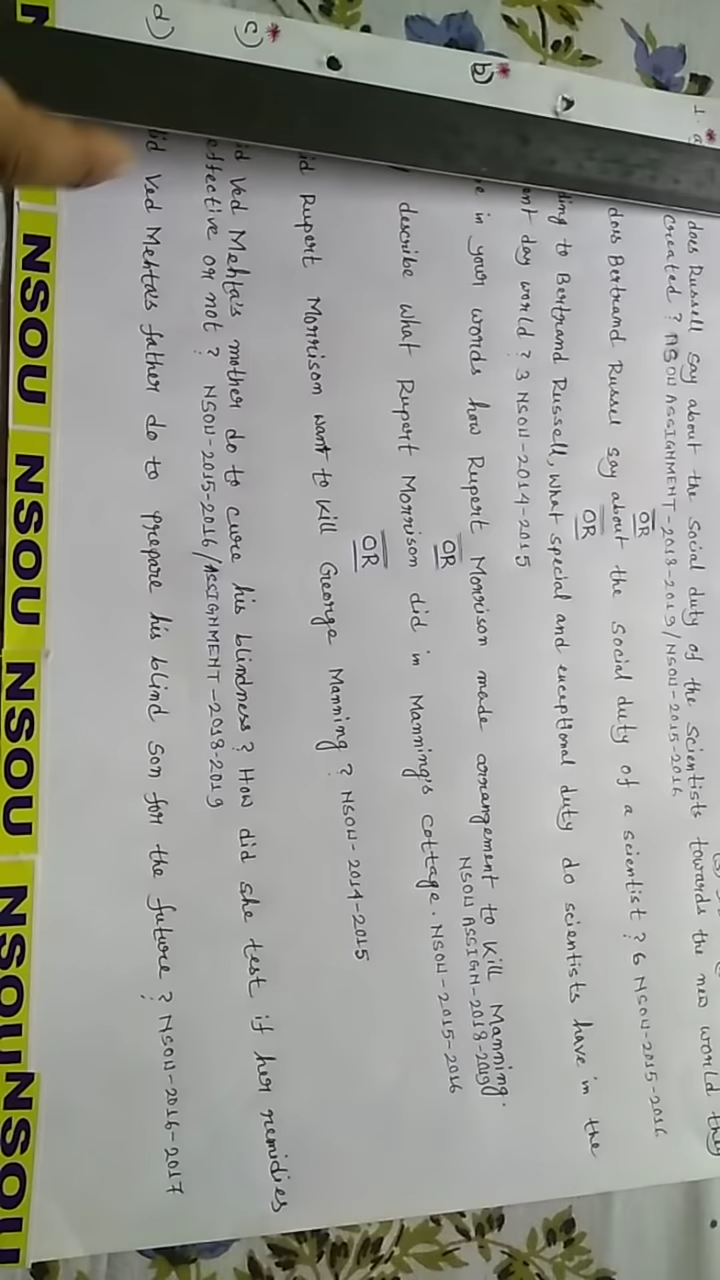 1. a
does Russell say about the Social duty of the Scientists towards the new world they
created? NSOU ASSIGNMENT-2018-2019/NSOU-2015-2016
OR
does Bertrand Russel say about the social duty of a scientist? 6 NSOU-2015-2016
OR
ding to Bertrand Russell, what special and exceptional duty do scientists have in the
ent day world? 3 NSOU-2014-2015
b)
e in your words how Rupert Morrison made arrangement to kill Manning.
NSOU ASSIGN-2018-2019
OR
describe what Rupert Morrison did in Manning's cottage. NSOU-2015-2016
OR
id Rupert Morrison want to kill George Manning? NSOU-2014-2015
c)
d Ved Mehta's mother do to cure his blindness? How did she test if her remidies
effective or not? NSOU-2015-2016/ASSIGNMENT-2018-2019
d)
id Ved Mehta's father do to prepare his blind son for the future? NSOU-2016-2017
NSOU NSOU NSOU NSOU NSOU